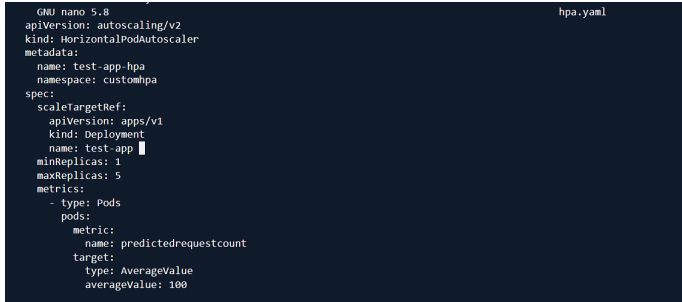 GNU nano 5.8 hpa.yaml
apiVersion: autoscaling/v2
kind: HorizontalPodAutoscaler
metadata:
  name: test-app-hpa
  namespace: customhpa
spec:
  scaleTargetRef:
    apiVersion: apps/v1
    kind: Deployment
    name: test-app
  minReplicas: 1
  maxReplicas: 5
  metrics:
    - type: Pods
      pods:
        metric:
          name: predictedrequestcount
        target:
          type: AverageValue
          averageValue: 100